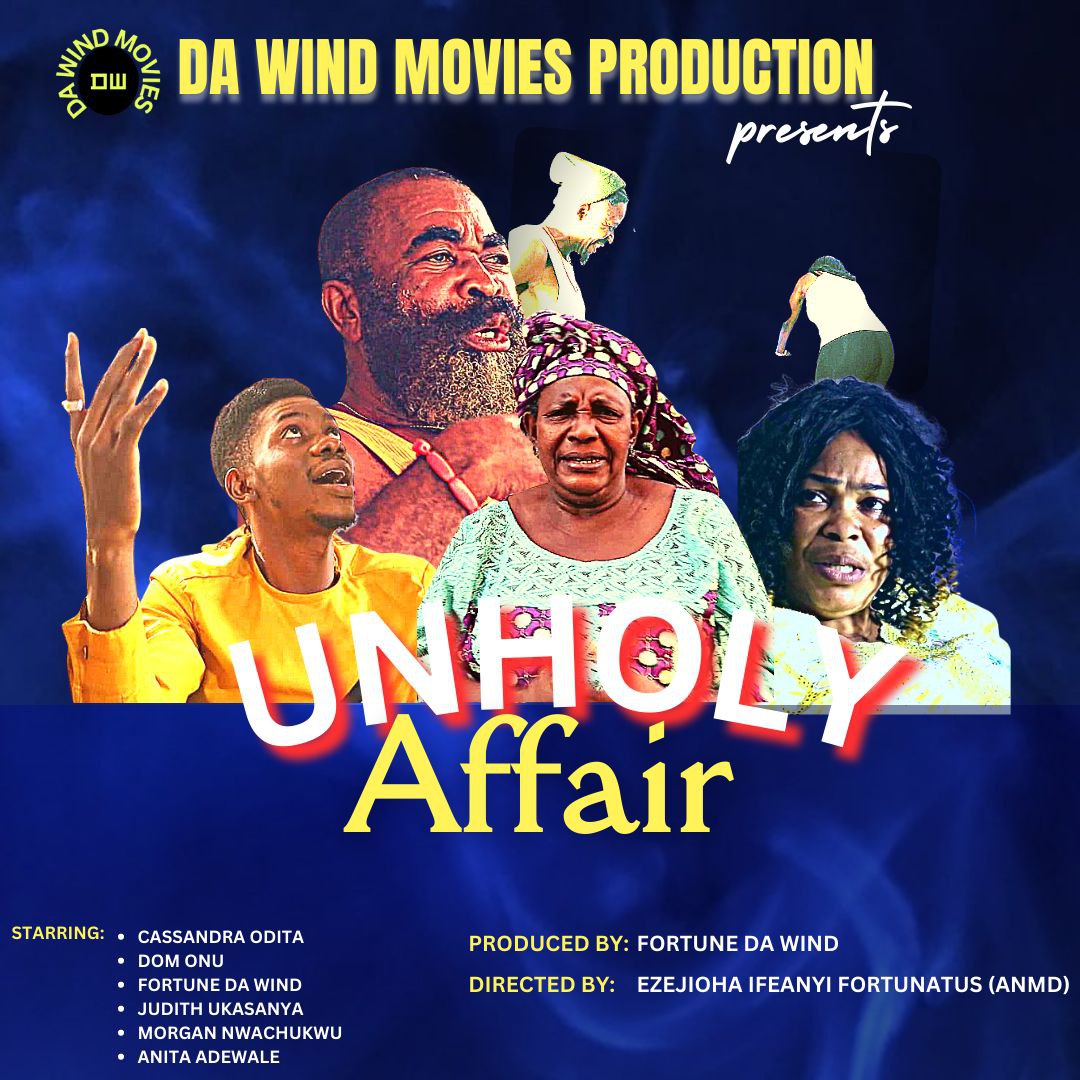 DA WIND MOVIES
DA WIND MOVIES PRODUCTION
presents
UNHOLY
Affair
STARRING:
• CASSANDRA ODITA
• DOM ONU
• FORTUNE DA WIND
• JUDITH UKASANYA
• MORGAN NWACHUKWU
• ANITA ADEWALE
PRODUCED BY: FORTUNE DA WIND
DIRECTED BY: EZEJIOHA IFEANYI FORTUNATUS (ANMD)